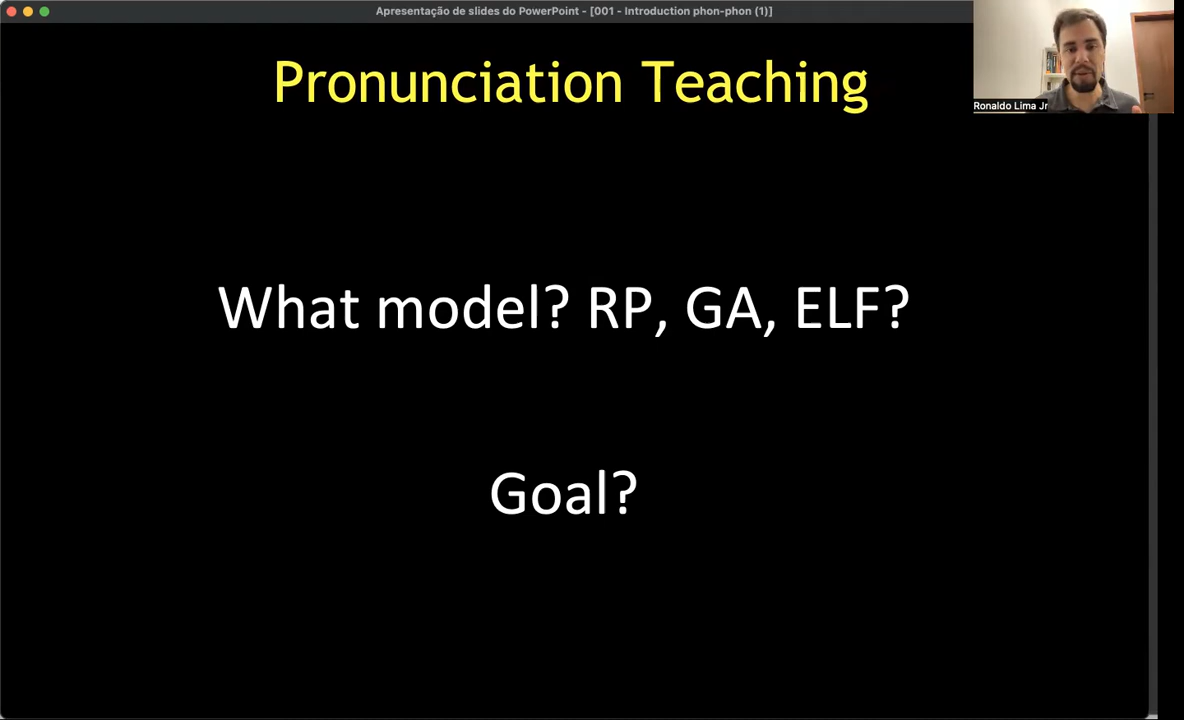 Apresentação de slides do PowerPoint - [001 - Introduction phon-phon (1)]
Pronunciation Teaching
Ronaldo Lima Jr
What model? RP, GA, ELF?
Goal?